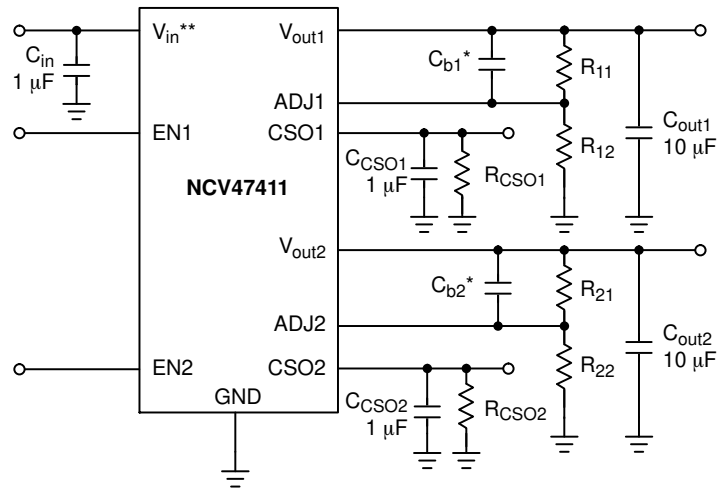 V_in**
V_out1
C_in
1 µF
C_b1*
R_11
ADJ1
EN1
CSO1
C_out1
10 µF
R_12
C_CSO1
1 µF
R_CSO1
NCV47411
V_out2
C_b2*
R_21
ADJ2
C_out2
10 µF
R_22
EN2
CSO2
GND
C_CSO2
1 µF
R_CSO2